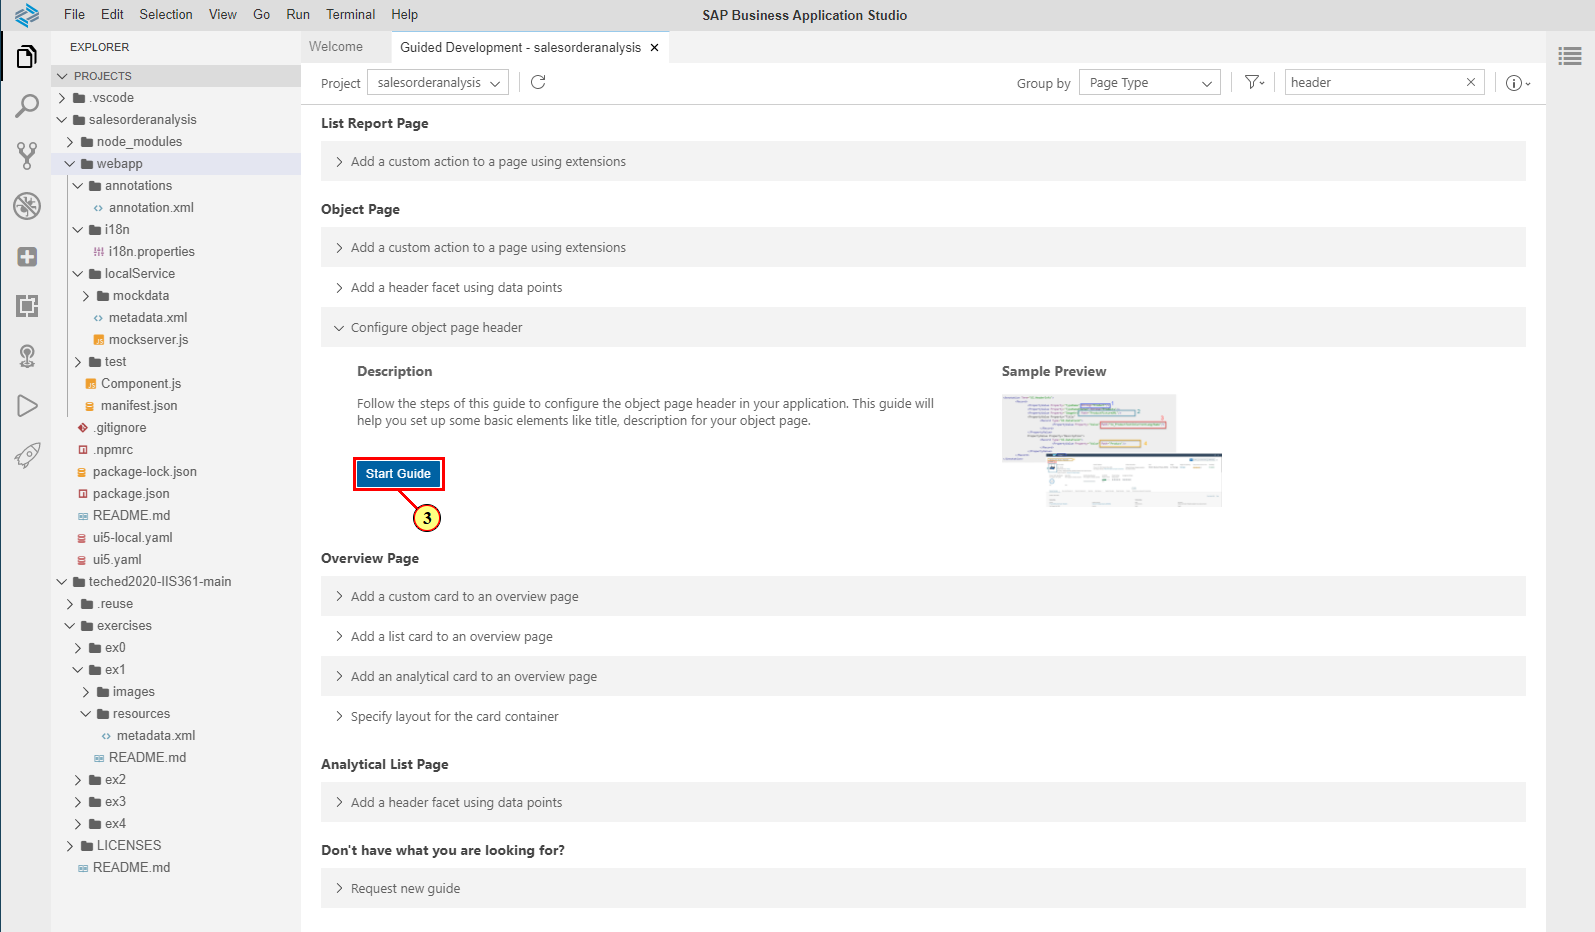 File Edit Selection View Go Run Terminal Help
SAP Business Application Studio
EXPLORER
PROJECTS
.vscode
salesorderanalysis
node_modules
webapp
annotations
annotation.xml
i18n
i18n.properties
localService
mockdata
metadata.xml
mockserver.js
test
Component.js
manifest.json
.gitignore
.npmrc
package-lock.json
package.json
README.md
ui5-local.yaml
ui5.yaml
teched2020-IIS361-main
.reuse
exercises
ex0
ex1
images
resources
metadata.xml
README.md
ex2
ex3
ex4
LICENSES
README.md
Welcome
Guided Development - salesorderanalysis
Project salesorderanalysis
Group by Page Type
header
List Report Page
Add a custom action to a page using extensions
Object Page
Add a custom action to a page using extensions
Add a header facet using data points
Configure object page header
Description
Follow the steps of this guide to configure the object page header in your application. This guide will
help you set up some basic elements like title, description for your object page.
Start Guide
3
Sample Preview
Overview Page
Add a custom card to an overview page
Add a list card to an overview page
Add an analytical card to an overview page
Specify layout for the card container
Analytical List Page
Add a header facet using data points
Don't have what you are looking for?
Request new guide